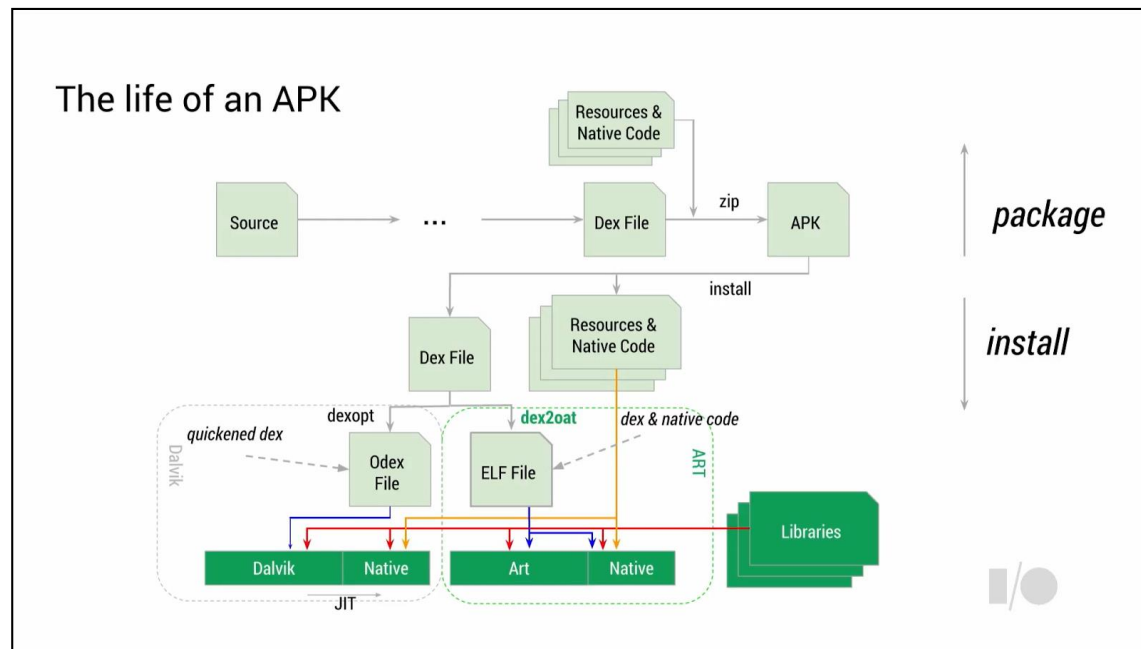 The life of an APK
Resources &
Native Code
Source
...
Dex File
zip
APK
package
install
Dex File
Resources &
Native Code
install
dexopt
dex2oat
dex & native code
quickened dex
Dalvik
Odex
File
ELF File
ART
Libraries
Dalvik
Native
Art
Native
JIT
I/O